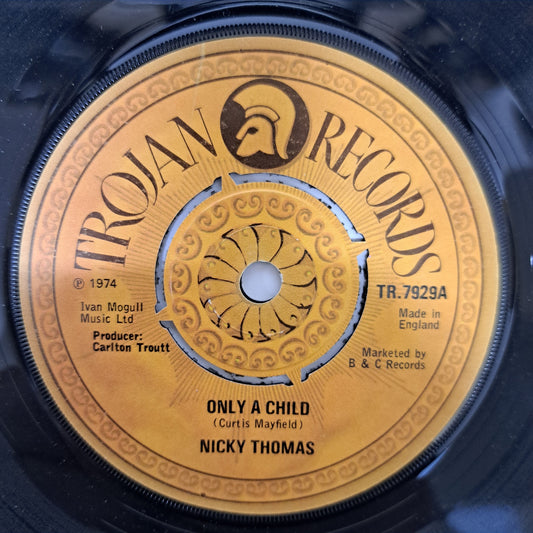 TROJAN RECORDS
℗ 1974
Ivan Mogull
Music Ltd
Producer:
Carlton Troutt
TR.7929A
Made in
England
Marketed by
B & C Records
ONLY A CHILD
(Curtis Mayfield)
NICKY THOMAS